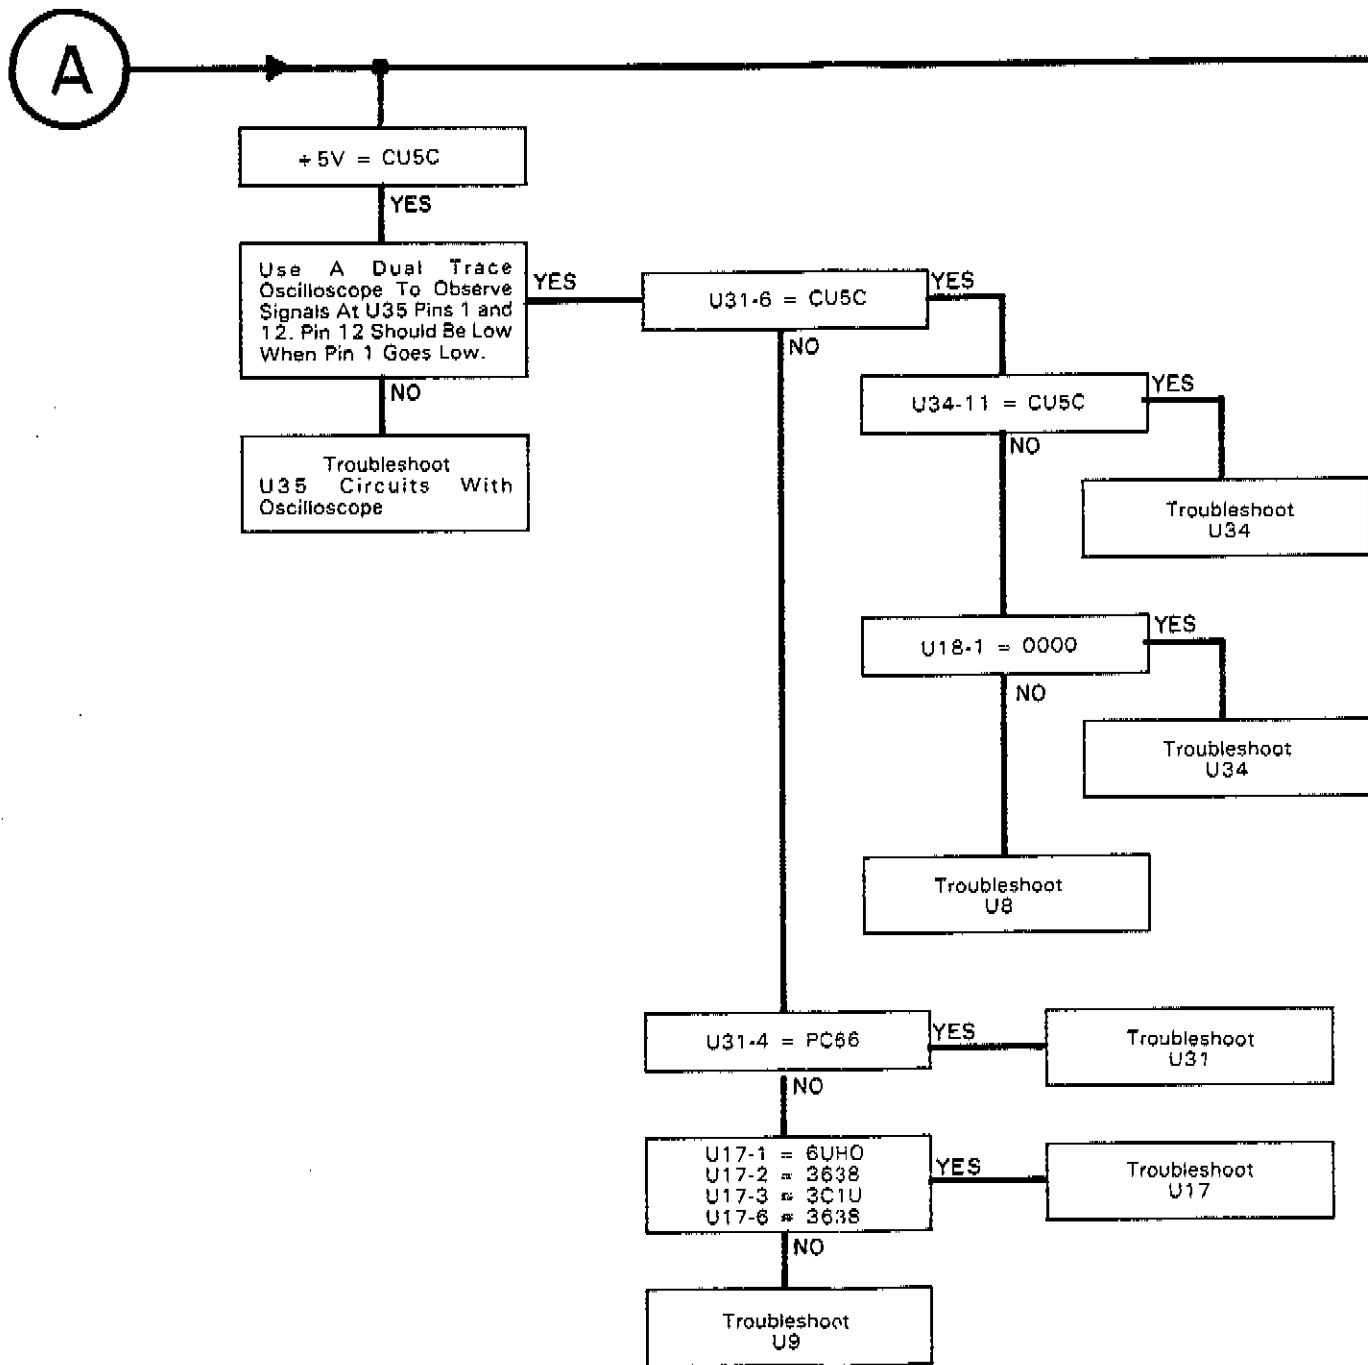 A
+5V = CU5C
YES
Use A Dual Trace
Oscilloscope To Observe
Signals At U35 Pins 1 and
12. Pin 12 Should Be Low
When Pin 1 Goes Low.
YES
NO
Troubleshoot
U35 Circuits With
Oscilloscope
U31-6 = CU5C
YES
NO
U34-11 = CU5C
YES
NO
Troubleshoot
U34
U18-1 = 0000
YES
NO
Troubleshoot
U34
Troubleshoot
U8
U31-4 = PC66
YES
NO
Troubleshoot
U31
U17-1 = 6UHO
U17-2 = 3638
U17-3 = 3C1U
U17-6 = 3638
YES
NO
Troubleshoot
U17
Troubleshoot
U9